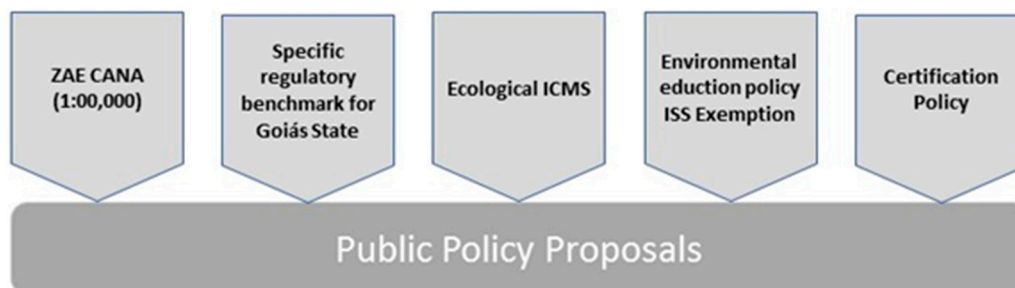 ZAE CANA
(1:00,000)
Specific
regulatory
benchmark for
Goiás State
Ecological ICMS
Environmental
eduction policy
ISS Exemption
Certification
Policy
Public Policy Proposals